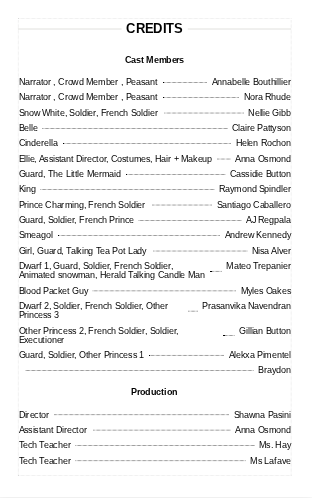 CREDITS
Cast Members
Narrator , Crowd Member , Peasant Annabelle Bouthillier
Narrator , Crowd Member , Peasant Nora Rhude
Snow White, Soldier, French Soldier Nellie Gibb
Belle Claire Pattyson
Cinderella Helen Rochon
Ellie, Assistant Director, Costumes, Hair + Makeup Anna Osmond
Guard, The Little Mermaid Cassidie Button
King Raymond Spindler
Prince Charming, French Soldier Santiago Caballero
Guard, Soldier, French Prince AJ Regpala
Smeagol Andrew Kennedy
Girl, Guard, Talking Tea Pot Lady Nisa Alver
Dwarf 1, Guard, Soldier, French Soldier, Mateo Trepanier
Animated snowman, Herald Talking Candle Man
Blood Packet Guy Myles Oakes
Dwarf 2, Soldier, French Soldier, Other Prasanvika Navendran
Princess 3
Other Princess 2, French Soldier, Soldier, Gillian Button
Executioner
Guard, Soldier, Other Princess 1 Alekxa Pimentel
Braydon
Production
Director Shawna Pasini
Assistant Director Anna Osmond
Tech Teacher Ms. Hay
Tech Teacher Ms Lafave